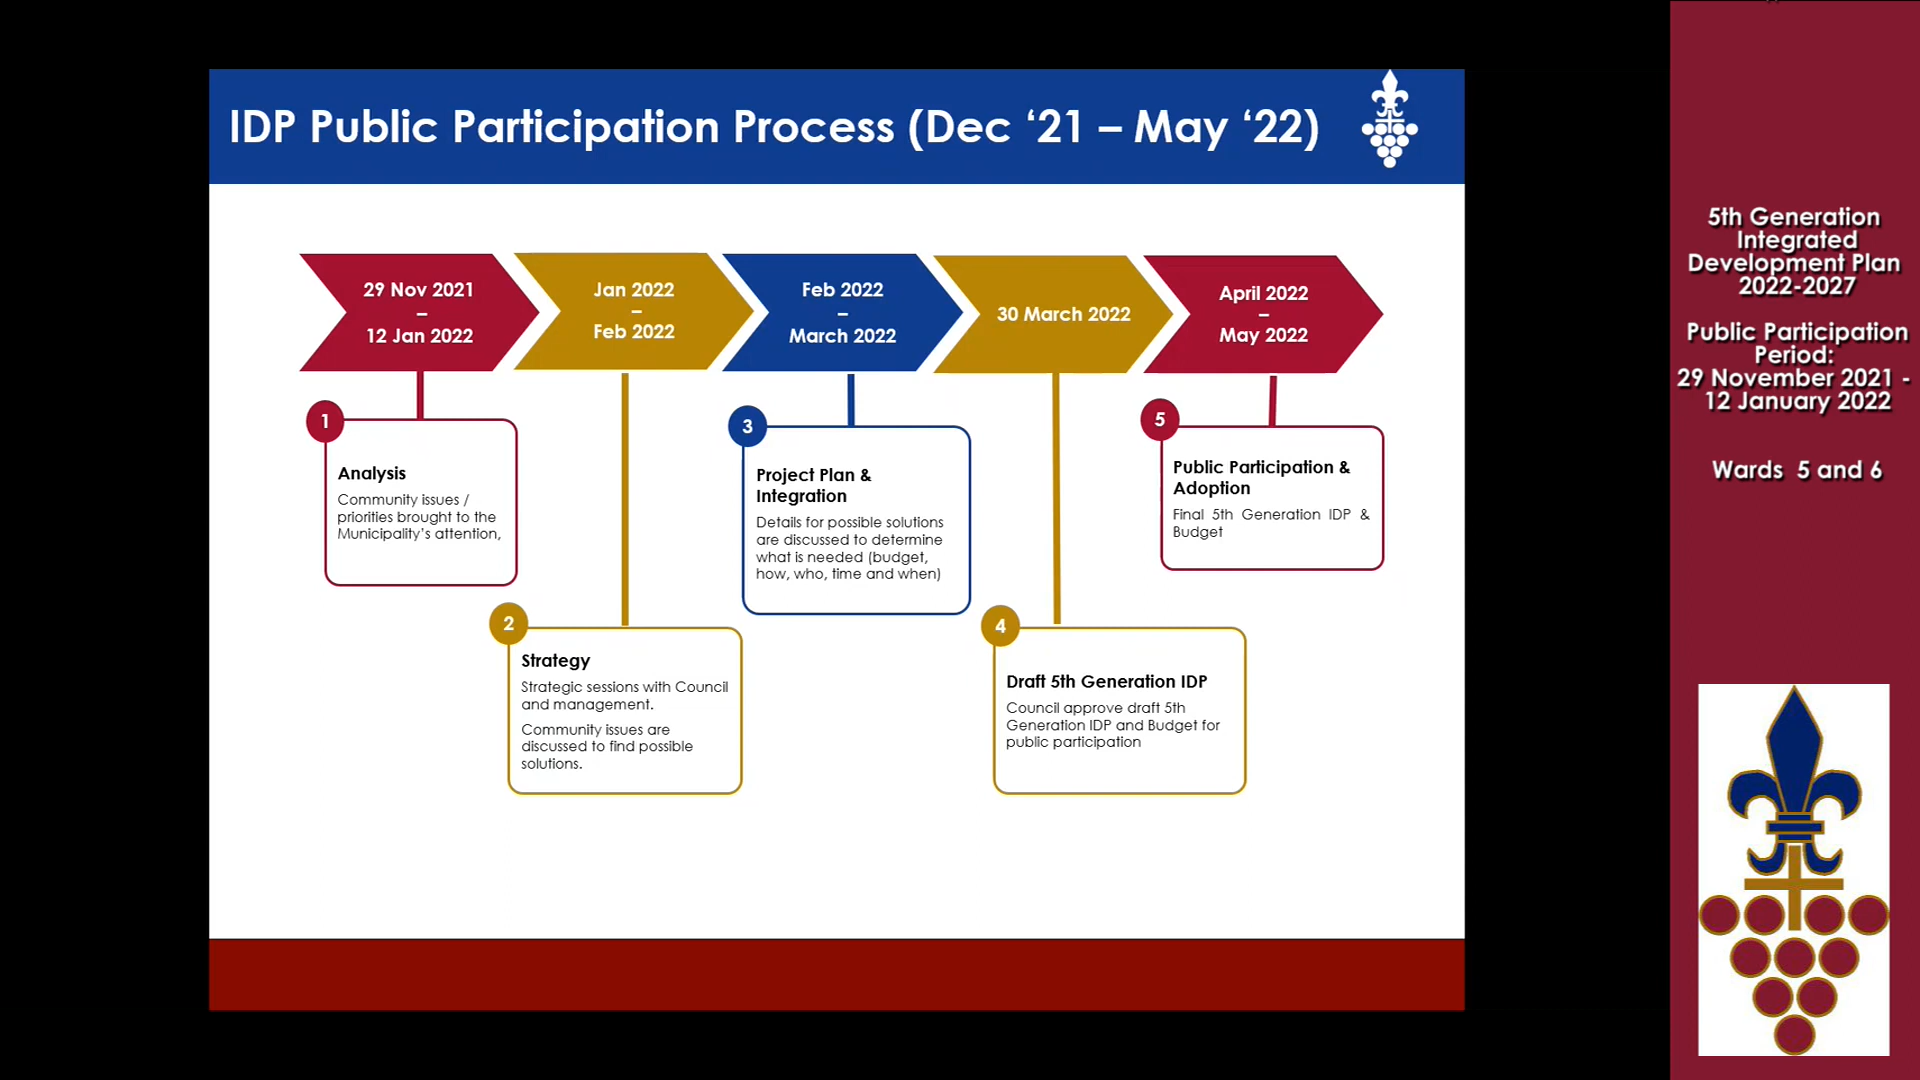 IDP Public Participation Process (Dec ‘21 – May ‘22)
29 Nov 2021
–
12 Jan 2022
Jan 2022
–
Feb 2022
Feb 2022
–
March 2022
30 March 2022
April 2022
–
May 2022
1
Analysis
Community issues /
priorities brought to the
Municipality’s attention,
2
Strategy
Strategic sessions with Council
and management.
Community issues are
discussed to find possible
solutions.
3
Project Plan &
Integration
Details for possible solutions
are discussed to determine
what is needed (budget,
how, who, time and when)
4
Draft 5th Generation IDP
Council approve draft 5th
Generation IDP and Budget for
public participation
5
Public Participation &
Adoption
Final 5th Generation IDP &
Budget
5th Generation
Integrated
Development Plan
2022-2027
Public Participation
Period:
29 November 2021 -
12 January 2022
Wards 5 and 6